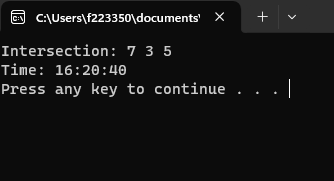 C:\Users\f223350\documents\
Intersection: 7 3 5
Time: 16:20:40
Press any key to continue . . .